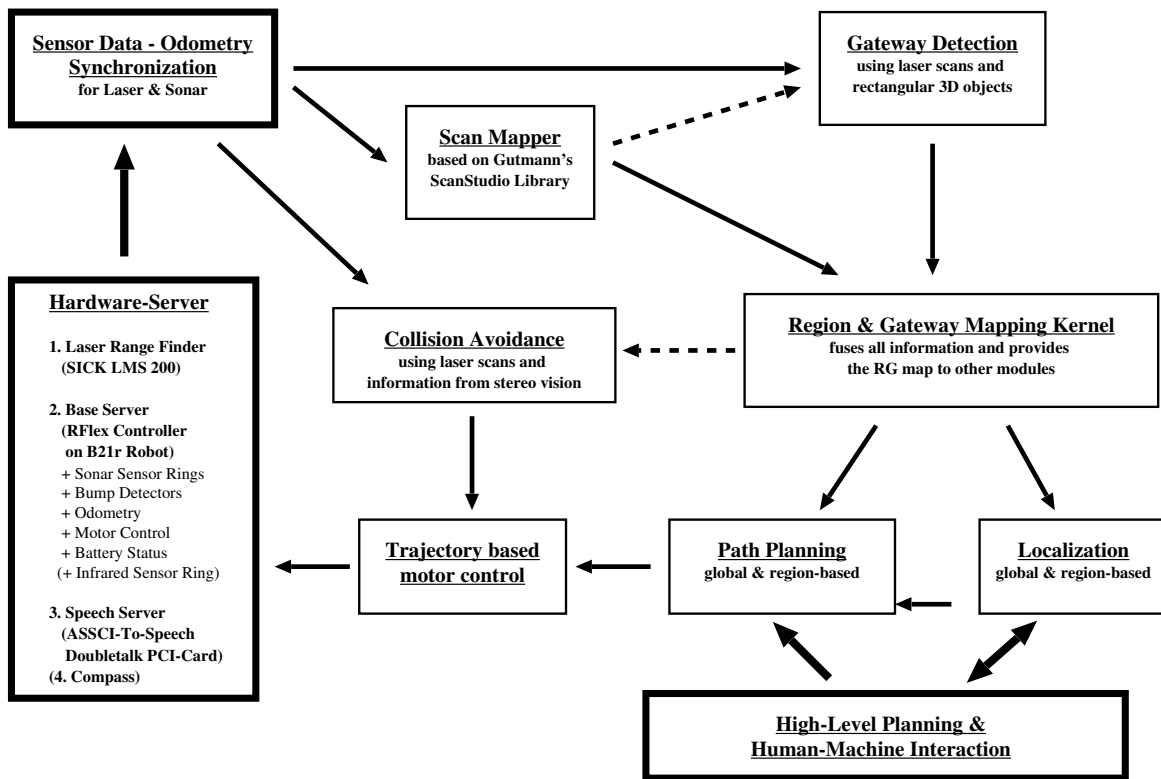 Sensor Data - Odometry
Synchronization
for Laser & Sonar
Gateway Detection
using laser scans and
rectangular 3D objects
Scan Mapper
based on Gutmann's
ScanStudio Library
Hardware-Server
1. Laser Range Finder
(SICK LMS 200)
2. Base Server
(RFlex Controller
on B21r Robot)
+ Sonar Sensor Rings
+ Bump Detectors
+ Odometry
+ Motor Control
+ Battery Status
(+ Infrared Sensor Ring)
3. Speech Server
(ASSCI-To-Speech
Doubletalk PCI-Card)
(4. Compass)
Collision Avoidance
using laser scans and
information from stereo vision
Region & Gateway Mapping Kernel
fuses all information and provides
the RG map to other modules
Trajectory based
motor control
Path Planning
global & region-based
Localization
global & region-based
High-Level Planning &
Human-Machine Interaction